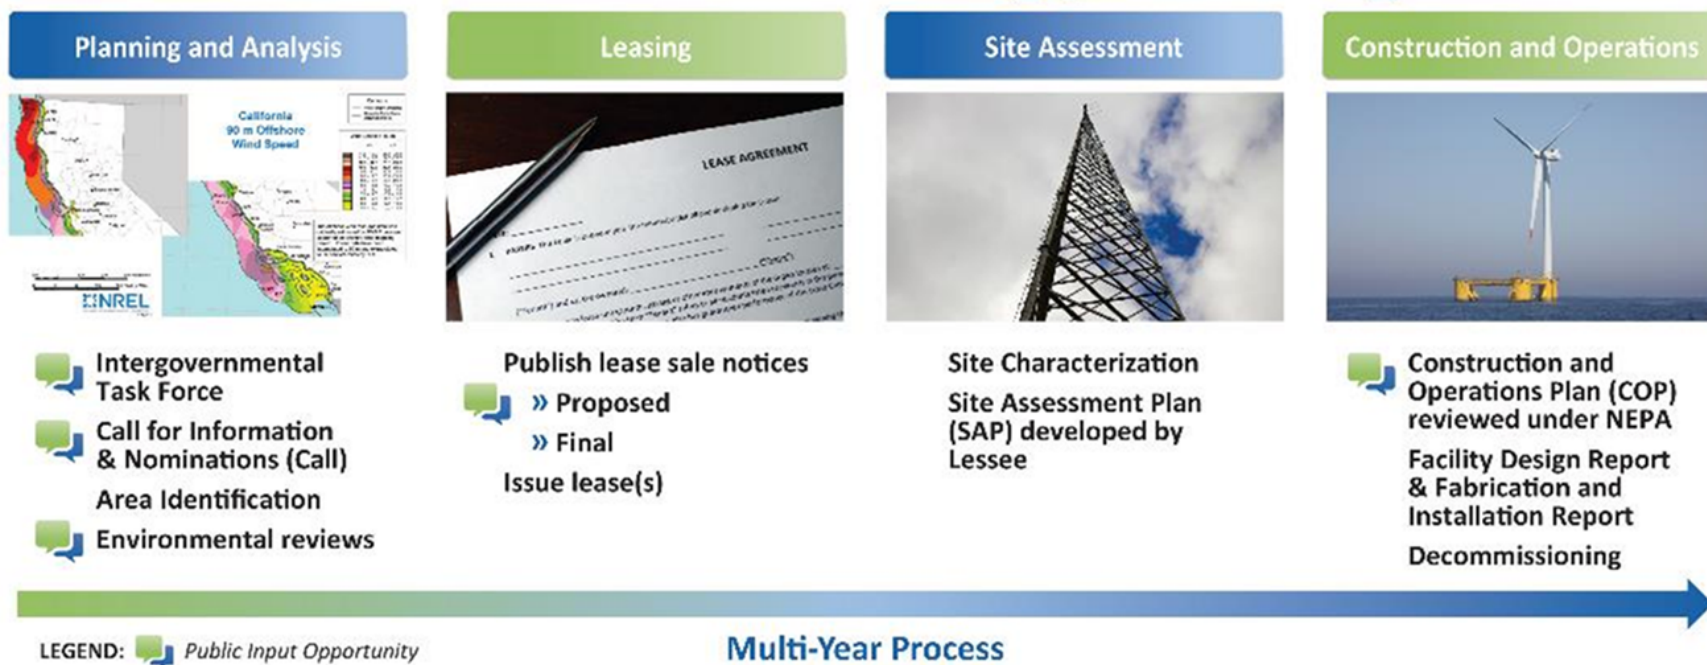 Planning and Analysis
Leasing
Site Assessment
Construction and Operations
California
90 m Offshore
Wind Speed
NREL
LEASE AGREEMENT
Intergovernmental
Task Force
Call for Information
& Nominations (Call)
Area Identification
Environmental reviews
Publish lease sale notices
» Proposed
» Final
Issue lease(s)
Site Characterization
Site Assessment Plan
(SAP) developed by
Lessee
Construction and
Operations Plan (COP)
reviewed under NEPA
Facility Design Report
& Fabrication and
Installation Report
Decommissioning
LEGEND: Public Input Opportunity
Multi-Year Process